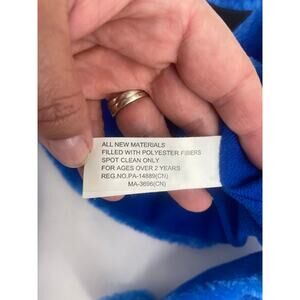 ALL NEW MATERIALS
FILLED WITH POLYESTER FIBERS
SPOT CLEAN ONLY
FOR AGES OVER 2 YEARS
REG.NO.PA-14889(CN)
MA-3696(CN)